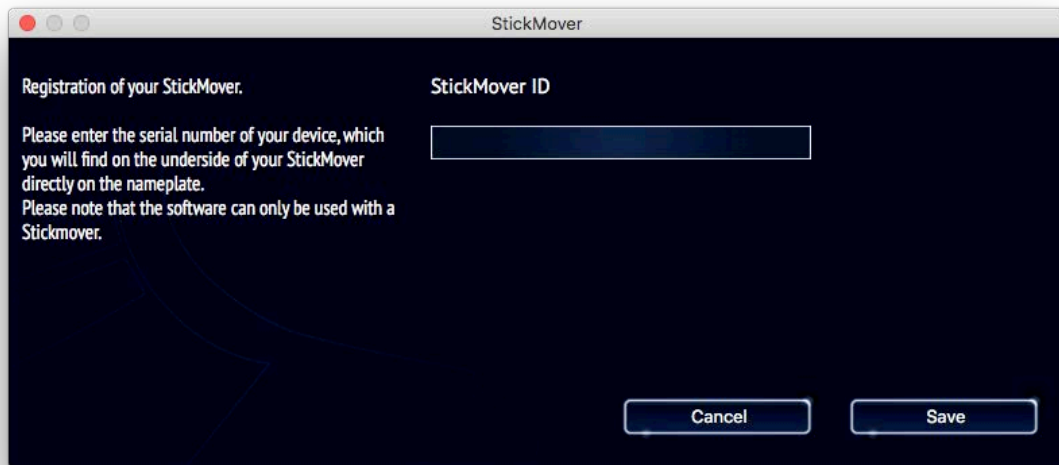 StickMover
Registration of your StickMover.
Please enter the serial number of your device, which
you will find on the underside of your StickMover
directly on the nameplate.
Please note that the software can only be used with a
Stickmover.
StickMover ID
Cancel
Save